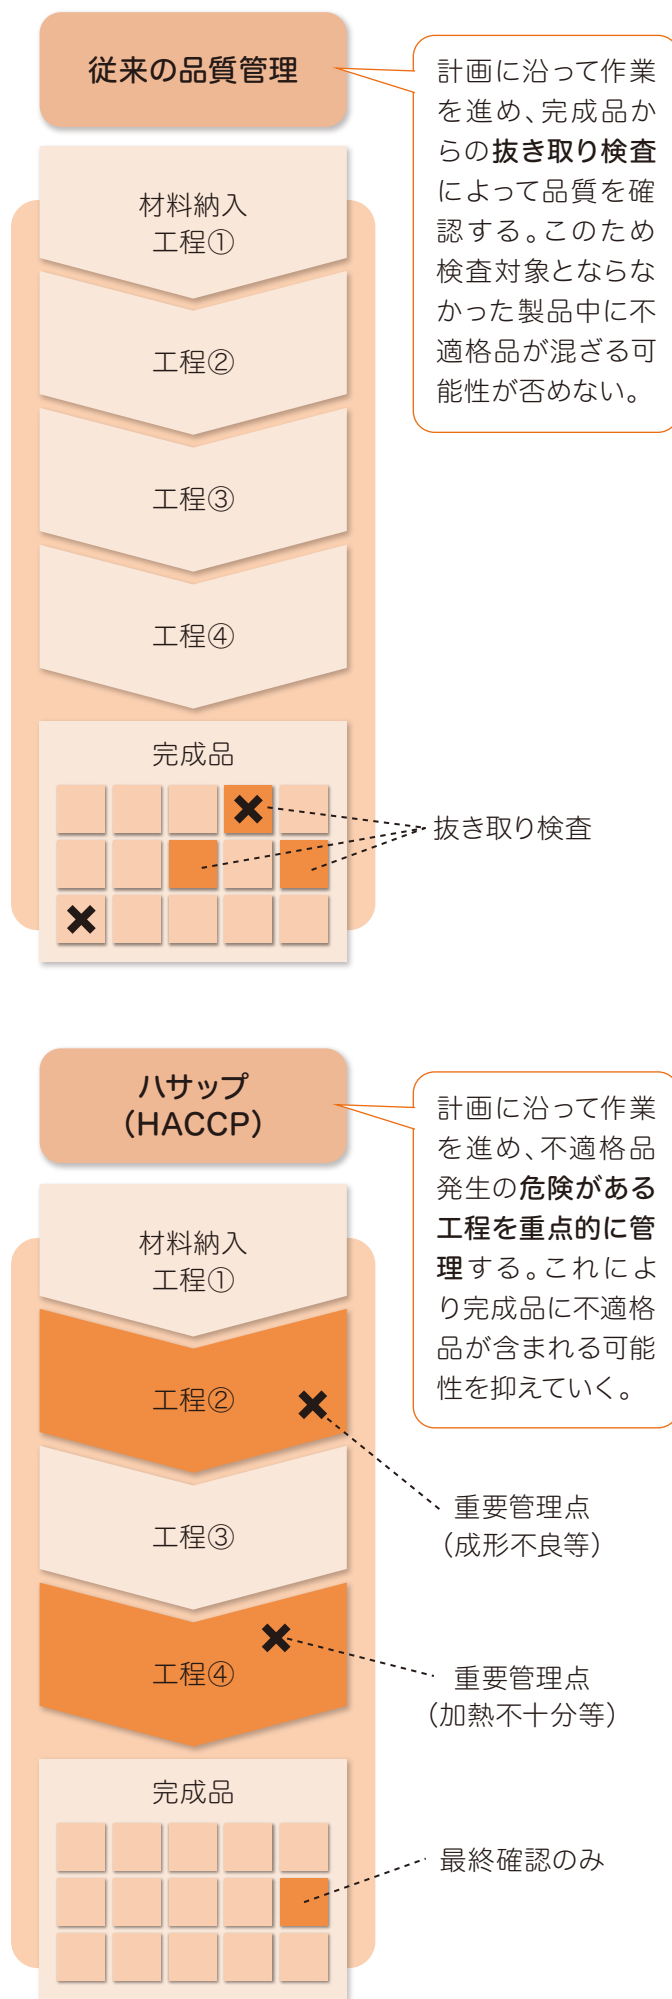 従来の品質管理
計画に沿って作業
を進め、完成品か
らの抜き取り検査
によって品質を確
認する。このため
検査対象とならな
かった製品中に不
適格品が混ざる可
能性が否めない。
材料納入
工程①
工程②
工程③
工程④
完成品
抜き取り検査
ハサップ
（HACCP）
計画に沿って作業
を進め、不適格品
発生の危険がある
工程を重点的に管
理する。これによ
り完成品に不適格
品が含まれる可能
性を抑えていく。
材料納入
工程①
工程②
重要管理点
（成形不良等）
工程③
工程④
重要管理点
（加熱不十分等）
完成品
最終確認のみ